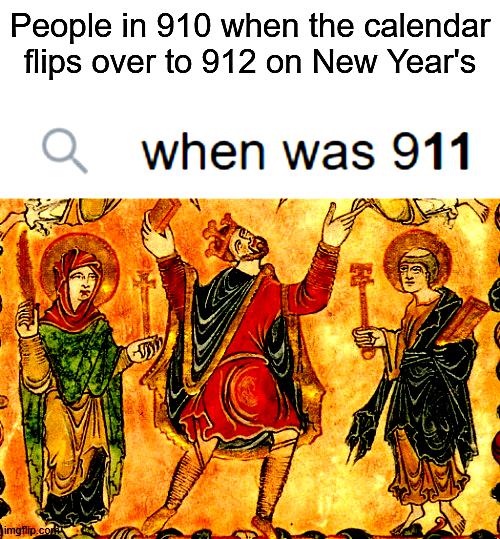 People in 910 when the calendar
flips over to 912 on New Year's
when was 911
imgflip.com